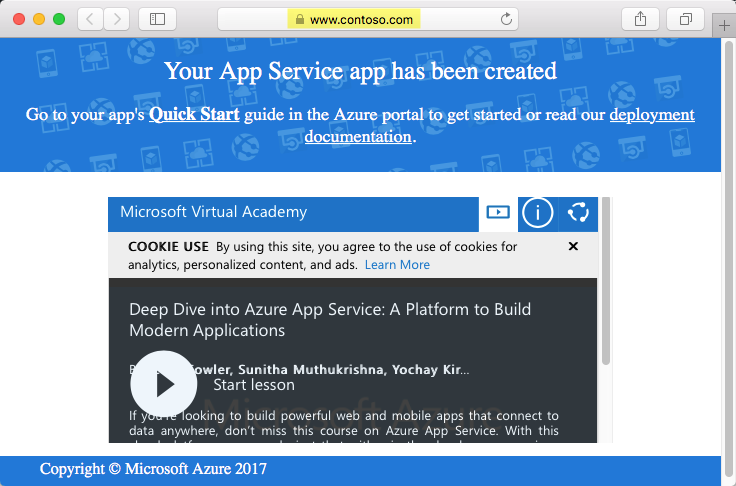 www.contoso.com
Your App Service app has been created
Go to your app's Quick Start guide in the Azure portal to get started or read our deployment
documentation.
Microsoft Virtual Academy
COOKIE USE By using this site, you agree to the use of cookies for
analytics, personalized content, and ads. Learn More
Deep Dive into Azure App Service: A Platform to Build
Modern Applications
Sunitha Muthukrishna, Yochay Kir...
Start lesson
Microsoft Azure
If you're looking to build powerful web and mobile apps that connect to
data anywhere, don't miss this course on Azure App Service. With this
Copyright © Microsoft Azure 2017